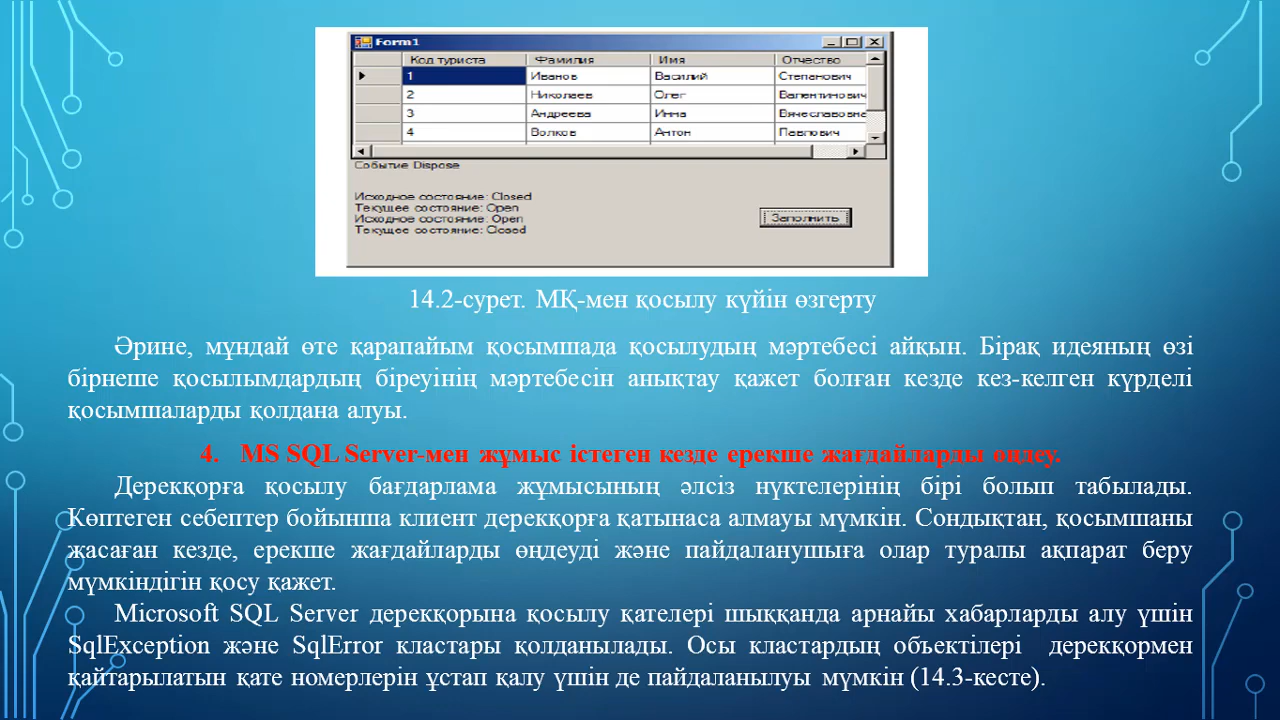 Form1
Код туриста Фамилия Имя Отчество
1 Иванов Василий Степанович
2 Николаев Олег Валентинович
3 Андреева Инна Вячеславовна
4 Волков Антон Павлович
Событие Dispose
Исходное состояние: Closed
Текущее состояние: Open
Исходное состояние: Open
Текущее состояние: Closed
Заполнить
14.2-сурет. МҚ-мен қосылу күйін өзгерту
Әрине, мұндай өте қарапайым қосымшада қосылудың мәртебесі айқын. Бірақ идеяның өзі
бірнеше қосылымдардың біреуінің мәртебесін анықтау қажет болған кезде кез-келген күрделі
қосымшаларды қолдана алуы.
4. MS SQL Server-мен жұмыс істеген кезде ерекше жағдайларды өңдеу.
Дерекқорға қосылу бағдарлама жұмысының әлсіз нүктелерінің бірі болып табылады.
Көптеген себептер бойынша клиент дерекқорға қатынаса алмауы мүмкін. Сондықтан, қосымшаны
жасаған кезде, ерекше жағдайларды өңдеуді және пайдаланушыға олар туралы ақпарат беру
мүмкіндігін қосу қажет.
Microsoft SQL Server дерекқорына қосылу қателері шыққанда арнайы хабарларды алу үшін
SqlException және SqlError кластары қолданылады. Осы кластардың объектілері дерекқормен
қайтарылатын қате номерлерін ұстап қалу үшін де пайдаланылуы мүмкін (14.3-кесте).